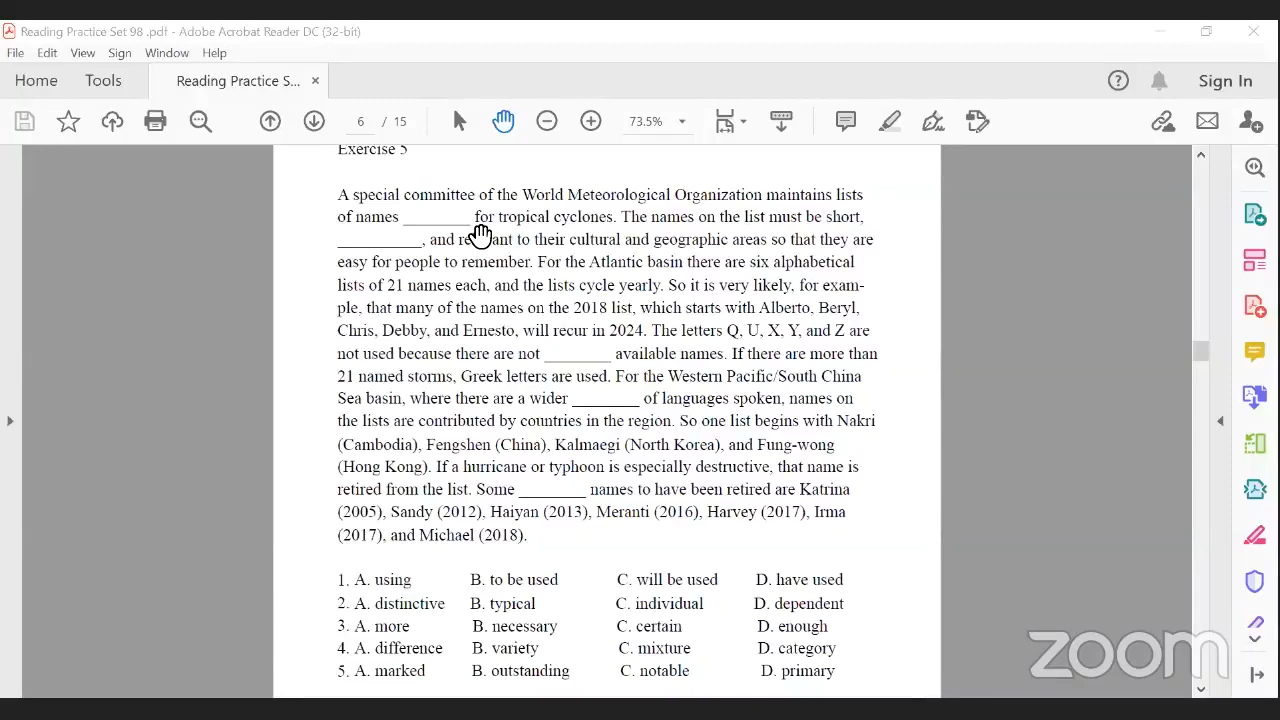 Reading Practice Set 98 .pdf - Adobe Acrobat Reader DC (32-bit)
File Edit View Sign Window Help
Home Tools Reading Practice S... × Sign In
6 / 15 73.5%
Exercise 5
A special committee of the World Meteorological Organization maintains lists
of names ________ for tropical cyclones. The names on the list must be short,
__________, and relevant to their cultural and geographic areas so that they are
easy for people to remember. For the Atlantic basin there are six alphabetical
lists of 21 names each, and the lists cycle yearly. So it is very likely, for exam-
ple, that many of the names on the 2018 list, which starts with Alberto, Beryl,
Chris, Debby, and Ernesto, will recur in 2024. The letters Q, U, X, Y, and Z are
not used because there are not ________ available names. If there are more than
21 named storms, Greek letters are used. For the Western Pacific/South China
Sea basin, where there are a wider ________ of languages spoken, names on
the lists are contributed by countries in the region. So one list begins with Nakri
(Cambodia), Fengshen (China), Kalmaegi (North Korea), and Fung-wong
(Hong Kong). If a hurricane or typhoon is especially destructive, that name is
retired from the list. Some ________ names to have been retired are Katrina
(2005), Sandy (2012), Haiyan (2013), Meranti (2016), Harvey (2017), Irma
(2017), and Michael (2018).
1. A. using B. to be used C. will be used D. have used
2. A. distinctive B. typical C. individual D. dependent
3. A. more B. necessary C. certain D. enough
4. A. difference B. variety C. mixture D. category
5. A. marked B. outstanding C. notable D. primary
zoom